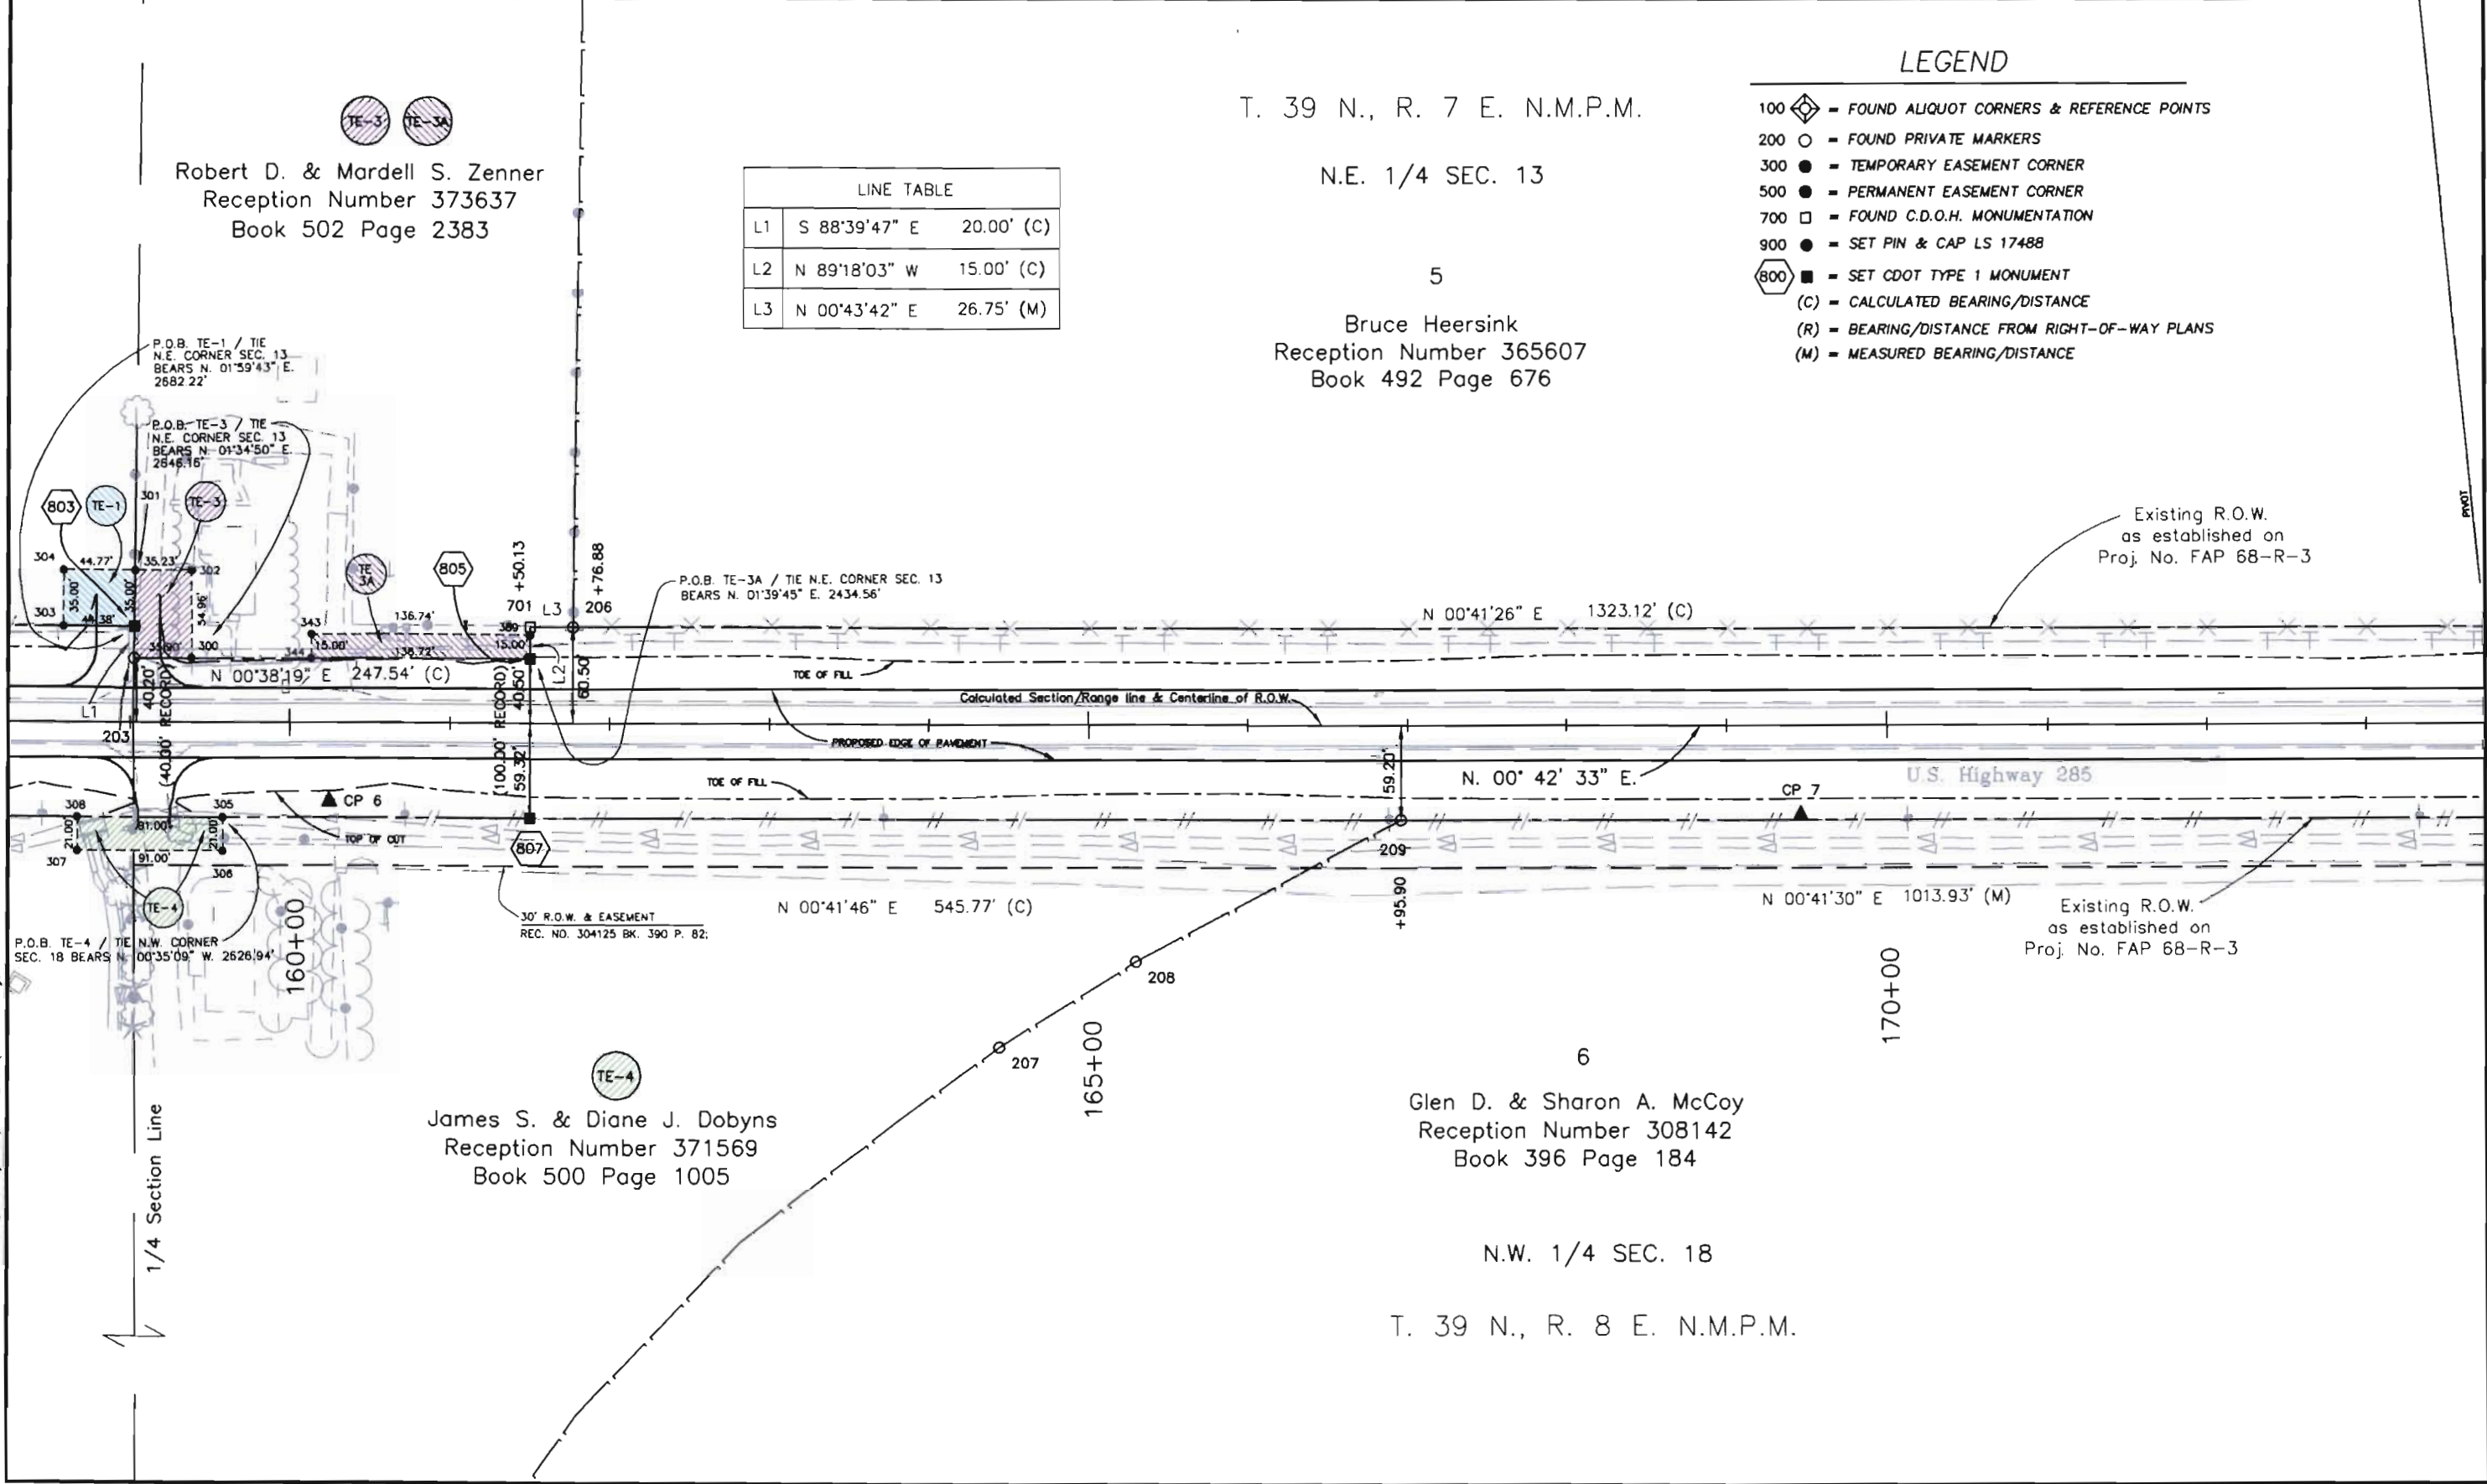 LEGEND
100 = FOUND ALIQUOT CORNERS & REFERENCE POINTS
200 = FOUND PRIVATE MARKERS
300 = TEMPORARY EASEMENT CORNER
500 = PERMANENT EASEMENT CORNER
700 = FOUND C.D.O.H. MONUMENTATION
900 = SET PIN & CAP LS 17488
800 = SET CDOT TYPE 1 MONUMENT
(C) = CALCULATED BEARING/DISTANCE
(R) = BEARING/DISTANCE FROM RIGHT-OF-WAY PLANS
(M) = MEASURED BEARING/DISTANCE
TE-3 TE-3A
Robert D. & Mardell S. Zenner
Reception Number 373637
Book 502 Page 2383
LINE TABLE
L1 S 88°39'47" E 20.00' (C)
L2 N 89°18'03" W 15.00' (C)
L3 N 00°43'42" E 26.75' (M)
T. 39 N., R. 7 E. N.M.P.M.
N.E. 1/4 SEC. 13
5
Bruce Heersink
Reception Number 365607
Book 492 Page 676
P.O.B. TE-1 / TIE
N.E. CORNER SEC. 13
BEARS N. 01°59'43" E.
2682.22'
P.O.B. TE-3 / TIE
N.E. CORNER SEC. 13
BEARS N. 01°34'50" E.
2646.16'
803
TE-1
301
TE-3
304
44.77'
35.23'
302
35.00'
35.00'
34.96'
303
44.38'
300
TE
3A
805
343
136.74'
344
15.00'
136.72'
15.00'
389
+50.13
701
L3
206
+76.88
P.O.B. TE-3A / TIE N.E. CORNER SEC. 13
BEARS N. 01°39'45" E. 2434.56'
PIVOT
Existing R.O.W.
as established on
Proj. No. FAP 68-R-3
N 00°41'26" E 1323.12' (C)
N 00°38'19" E 247.54' (C)
L2
60.50'
40.50'
(100.00' RECORD)
59.32'
40.20'
(40.00' RECORD)
L1
203
TOE OF FILL
Calculated Section/Range line & Centerline of R.O.W.
PROPOSED EDGE OF PAVEMENT
TOE OF FILL
59.20'
N. 00° 42' 33" E.
U.S. Highway 285
CP 6
CP 7
308
305
81.00'
21.00'
21.00'
307
91.00'
306
TOP OF CUT
807
209
+95.90
TE-4
P.O.B. TE-4 / TIE N.W. CORNER
SEC. 18 BEARS N. 00°35'09" W. 2626.94'
30' R.O.W. & EASEMENT
REC. NO. 304125 BK. 390 P. 82;
N 00°41'46" E 545.77' (C)
N 00°41'30" E 1013.93' (M)
Existing R.O.W.
as established on
Proj. No. FAP 68-R-3
160+00
208
207
165+00
170+00
TE-4
James S. & Diane J. Dobyns
Reception Number 371569
Book 500 Page 1005
6
Glen D. & Sharon A. McCoy
Reception Number 308142
Book 396 Page 184
1/4 Section Line
N.W. 1/4 SEC. 18
T. 39 N., R. 8 E. N.M.P.M.